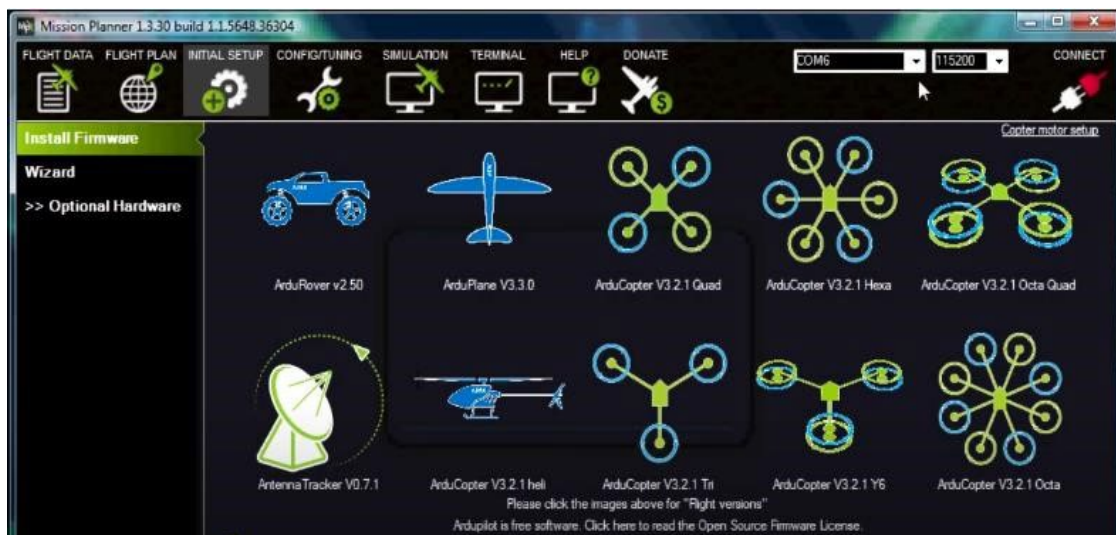 Mission Planner 1.3.30 build 1.1.5648.36304
FLIGHT DATA FLIGHT PLAN INITIAL SETUP CONFIG/TUNING SIMULATION TERMINAL HELP DONATE COM6 115200 CONNECT
Install Firmware
Copter motor setup
Wizard
>> Optional Hardware
ArduRover v2.50 ArduPlane V3.3.0 ArduCopter V3.2.1 Quad ArduCopter V3.2.1 Hexa ArduCopter V3.2.1 Octa Quad
AntennaTracker V0.7.1 ArduCopter V3.2.1 heli ArduCopter V3.2.1 Tri ArduCopter V3.2.1 Y6 ArduCopter V3.2.1 Octa
Please click the images above for "Flight versions"
Ardupilot is free software. Click here to read the Open Source Firmware License.